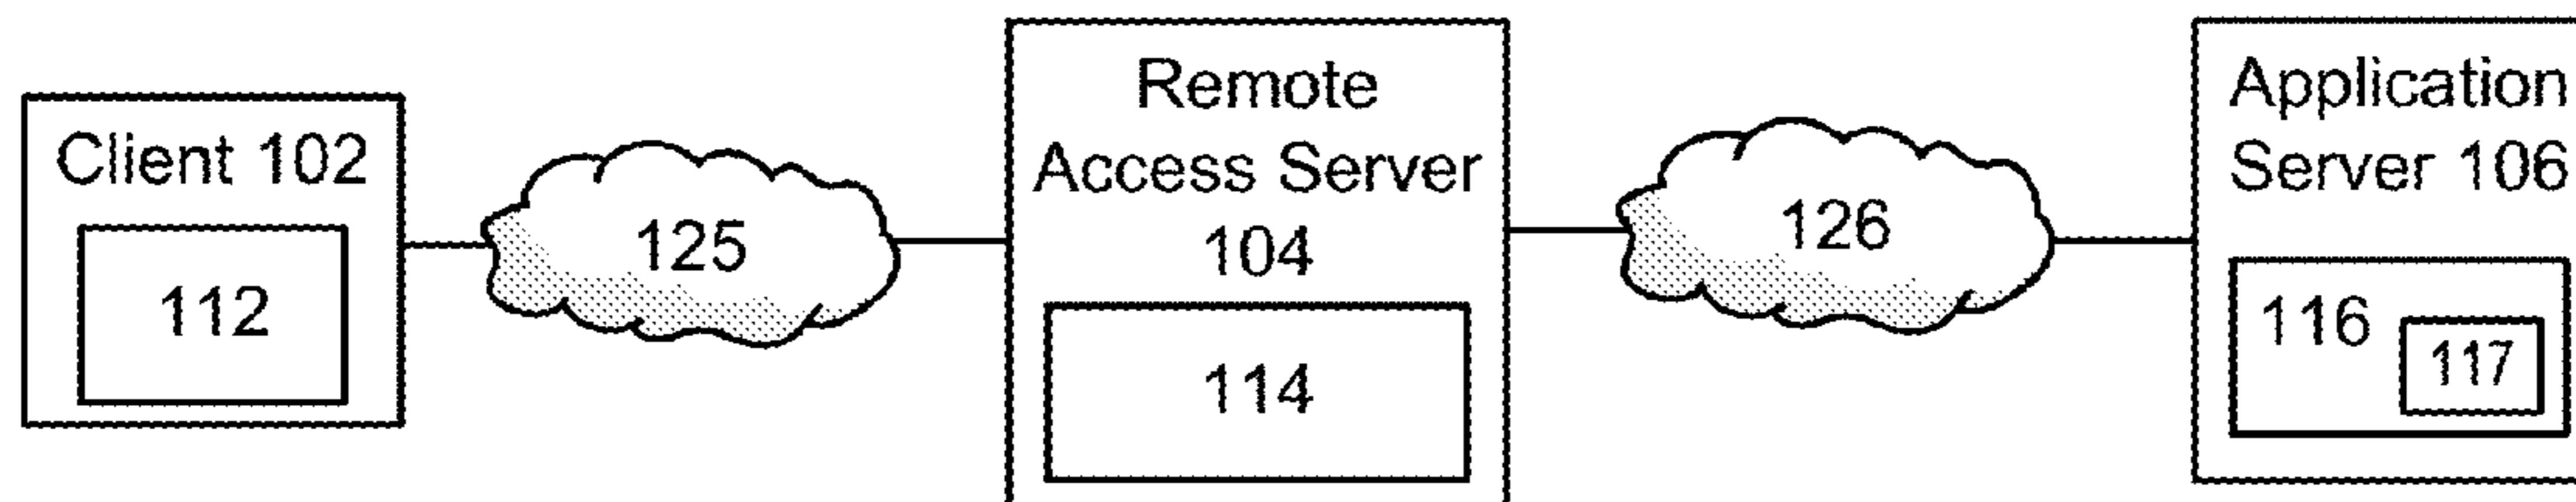 Client 102
112
125
Remote
Access Server
104
114
126
Application
Server 106
116
117